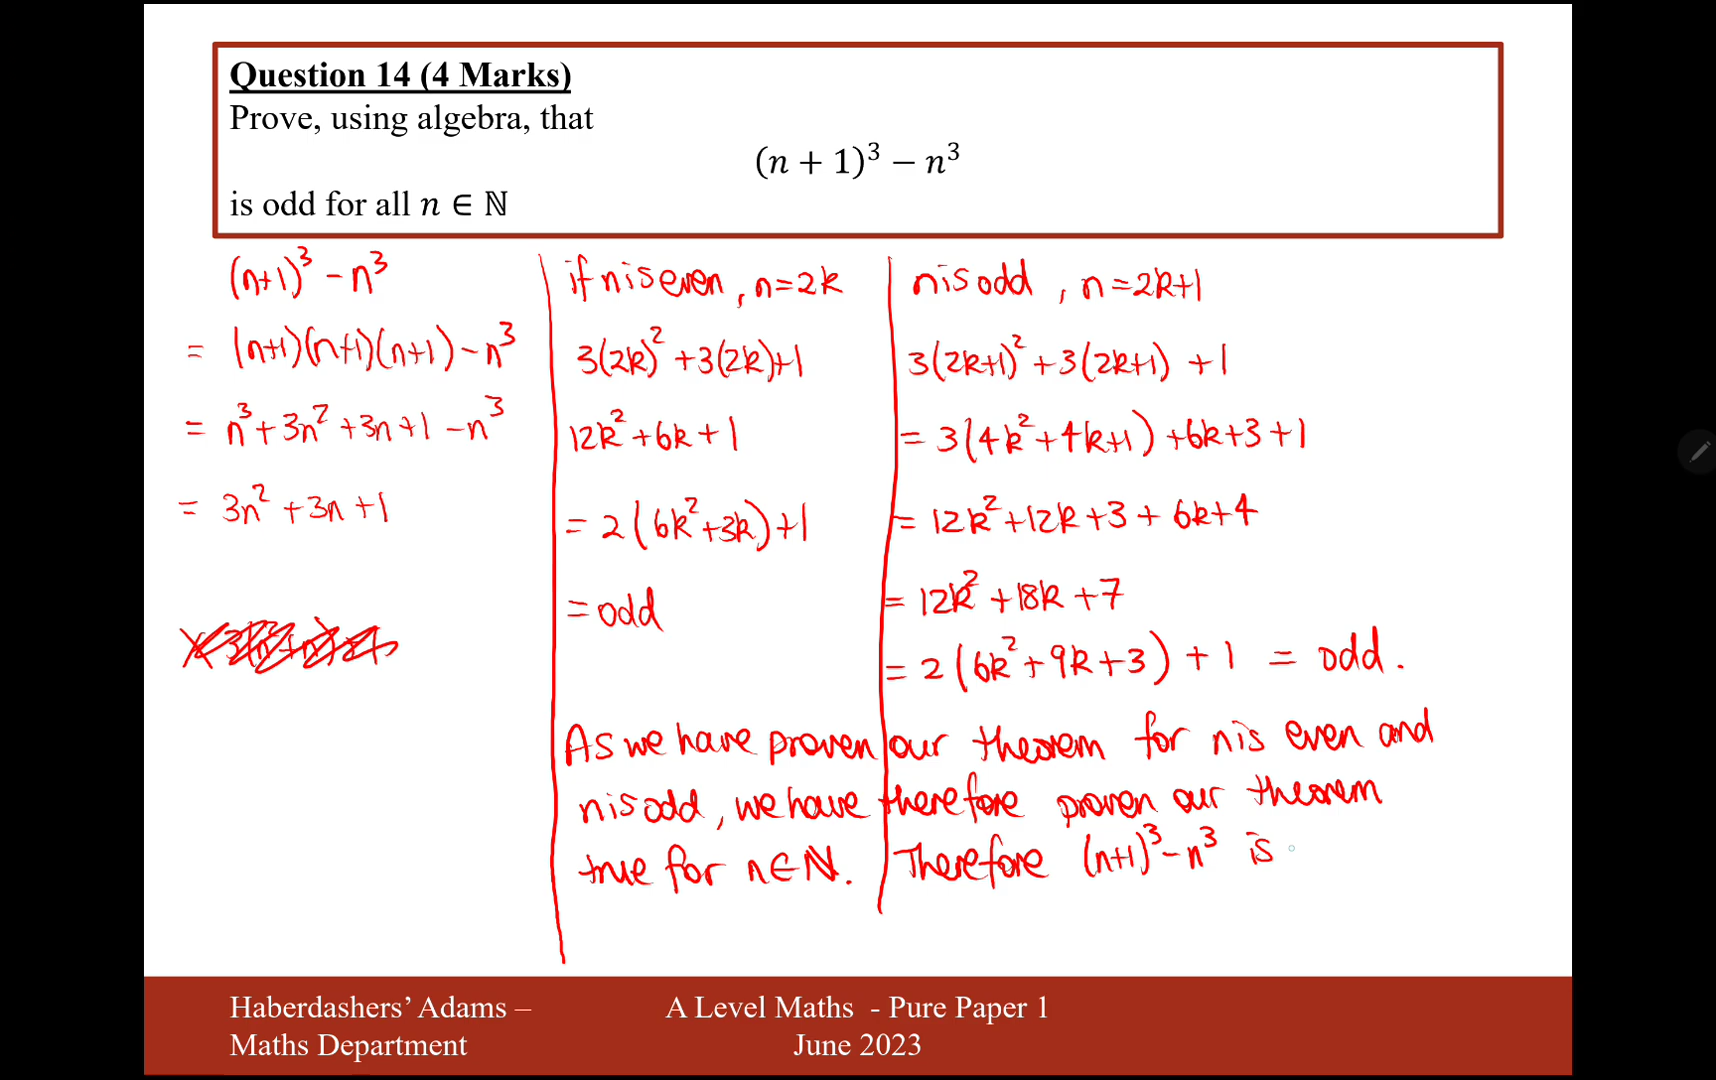 Question 14 (4 Marks)
Prove, using algebra, that
(n + 1)³ − n³
is odd for all n ∈ ℕ
(n+1)³ − n³
= (n+1)(n+1)(n+1) − n³
= n³ + 3n² + 3n + 1 − n³
= 3n² + 3n + 1
if n is even, n = 2k
3(2k)² + 3(2k) + 1
12k² + 6k + 1
= 2(6k² + 3k) + 1
= odd
n is odd, n = 2k+1
3(2k+1)² + 3(2k+1) + 1
= 3(4k² + 4k+1) + 6k+3 + 1
= 12k² + 12k + 3 + 6k + 4
= 12k² + 18k + 7
= 2(6k² + 9k + 3) + 1 = odd.
As we have proven our theorem for n is even and
n is odd, we have therefore proven our theorem
true for n ∈ ℕ. Therefore (n+1)³ − n³ is
Haberdashers' Adams –
Maths Department
A Level Maths - Pure Paper 1
June 2023